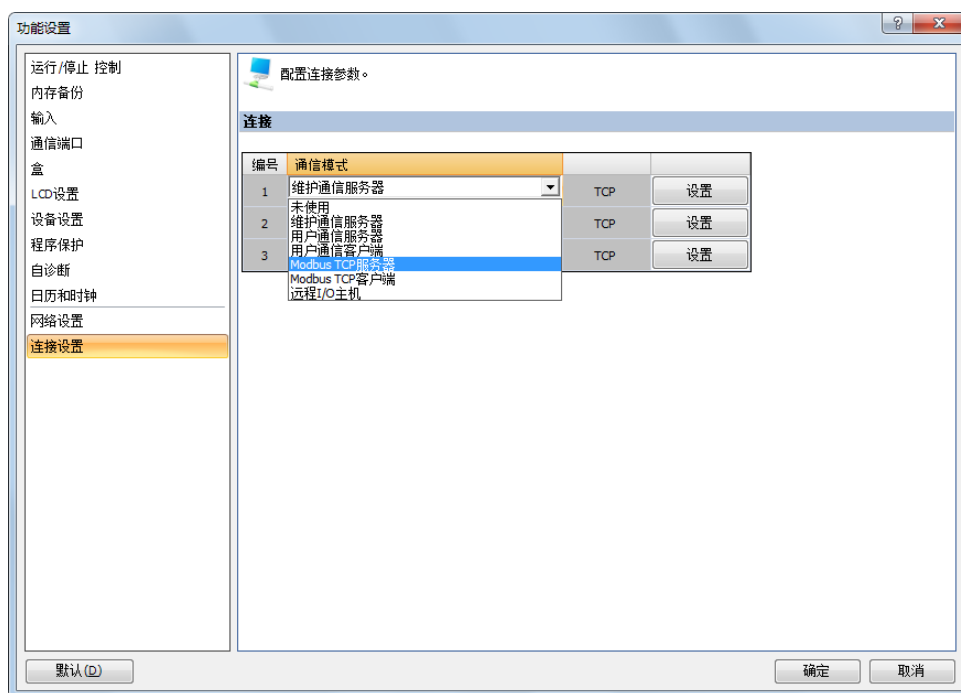 功能设置
运行/停止 控制
内存备份
输入
通信端口
盒
LCD设置
设备设置
程序保护
自诊断
日历和时钟
网络设置
连接设置
配置连接参数。
连接
编号 通信模式
1 维护通信服务器 TCP 设置
未使用
维护通信服务器
2 TCP 设置
用户通信服务器
用户通信客户端
3 TCP 设置
Modbus TCP服务器
Modbus TCP客户端
远程I/O主机
默认(D) 确定 取消